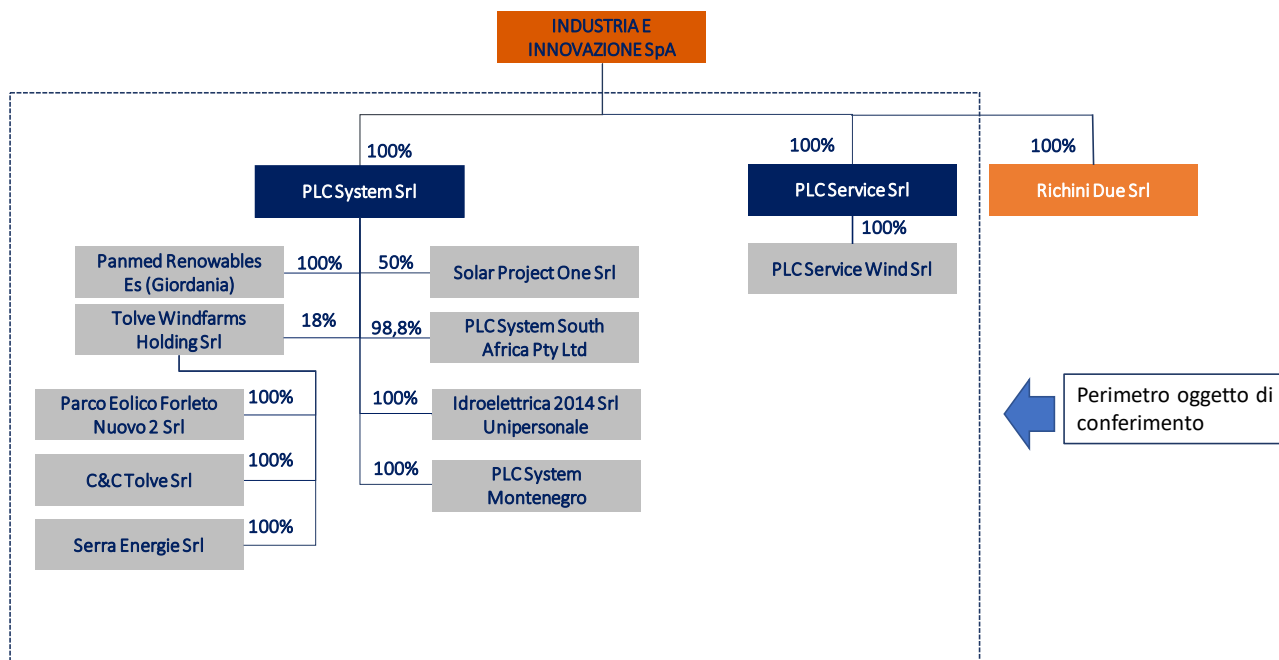 INDUSTRIA E
INNOVAZIONE SpA
100%
100%
100%
PLC System Srl
PLC Service Srl
Richini Due Srl
100%
Panmed Renowables
Es (Giordania)
100%
50%
Solar Project One Srl
PLC Service Wind Srl
Tolve Windfarms
Holding Srl
18%
98,8%
PLC System South
Africa Pty Ltd
Parco Eolico Forleto
Nuovo 2 Srl
100%
100%
Idroelettrica 2014 Srl
Unipersonale
Perimetro oggetto di
conferimento
C&C Tolve Srl
100%
100%
PLC System
Montenegro
Serra Energie Srl
100%